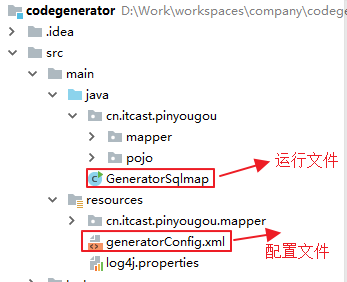 codegenerator D:\Work\workspaces\company\codege
.idea
src
main
java
cn.itcast.pinyougou
mapper
pojo
GeneratorSqlmap 运行文件
resources
cn.itcast.pinyougou.mapper
generatorConfig.xml 配置文件
log4j.properties